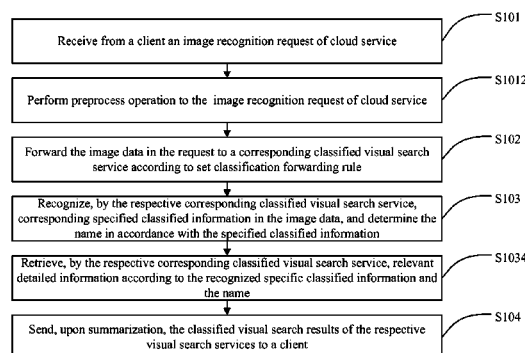 S101
Receive from a client an image recognition request of cloud service
S1012
Perform preprocess operation to the image recognition request of cloud service
S102
Forward the image data in the request to a corresponding classified visual search
service according to set classification forwarding rule
S103
Recognize, by the respective corresponding classified visual search service,
corresponding specified classified information in the image data, and determine the
name in accordance with the specified classified information
S1034
Retrieve, by the respective corresponding classified visual search service, relevant
detailed information according to the recognized specific classified information and
the name
S104
Send, upon summarization, the classified visual search results of the respective
visual search services to a client